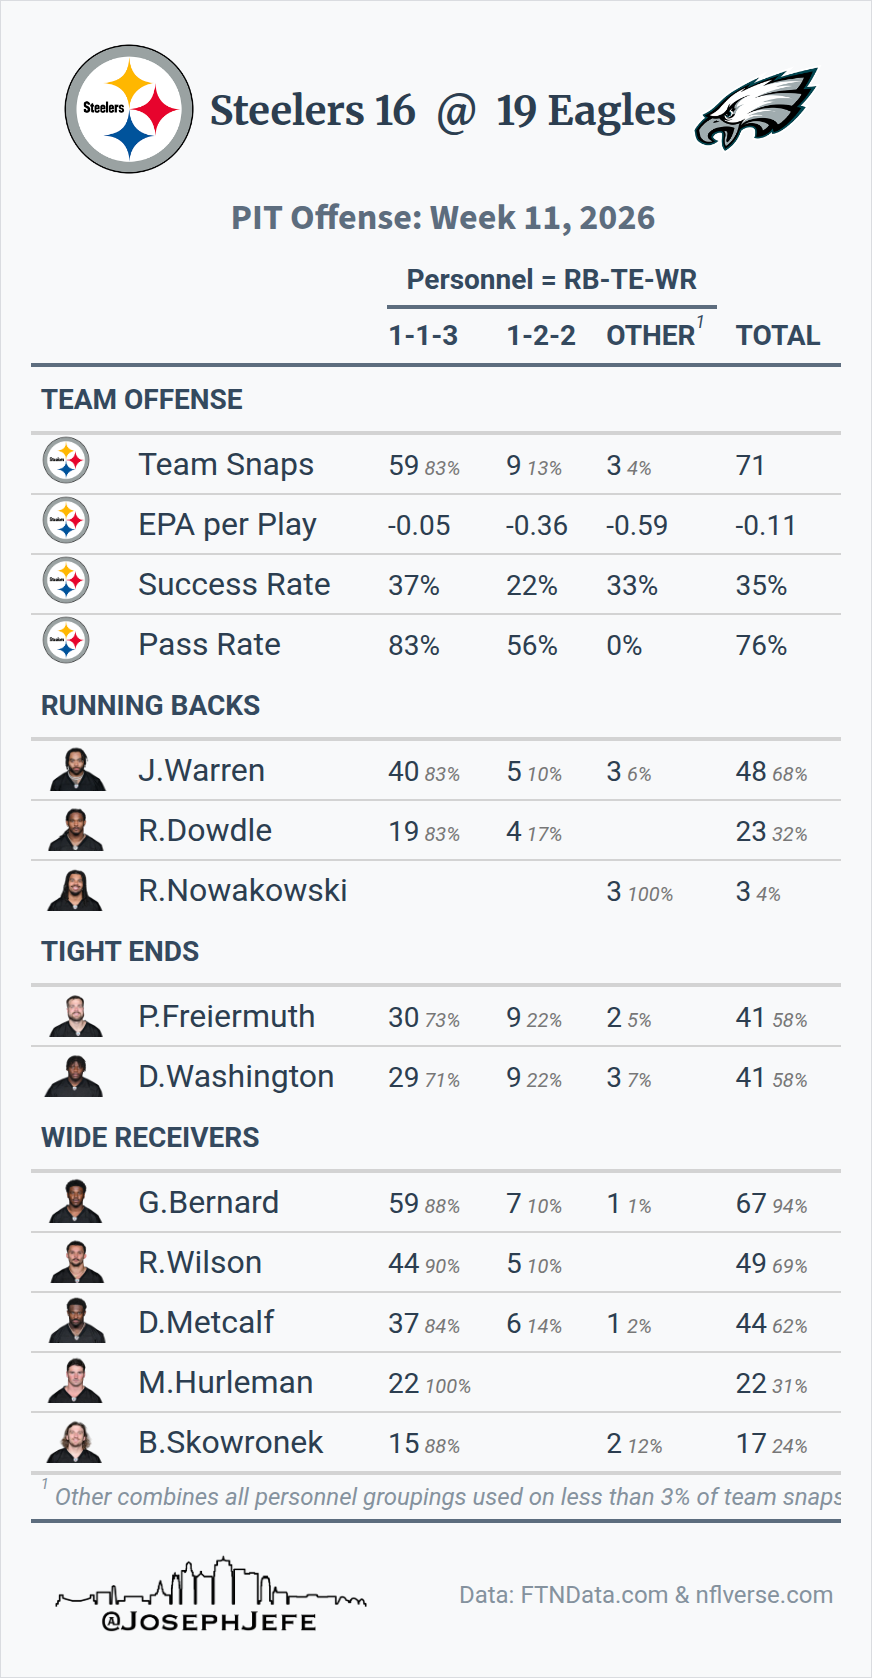 Steelers
Steelers 16 @ 19 Eagles
PIT Offense: Week 11, 2026
Personnel = RB-TE-WR
1-1-3 1-2-2 OTHER1 TOTAL
TEAM OFFENSE
Team Snaps 59 83% 9 13% 3 4% 71
EPA per Play -0.05 -0.36 -0.59 -0.11
Success Rate 37% 22% 33% 35%
Pass Rate 83% 56% 0% 76%
RUNNING BACKS
J.Warren 40 83% 5 10% 3 6% 48 68%
R.Dowdle 19 83% 4 17% 23 32%
R.Nowakowski 3 100% 3 4%
TIGHT ENDS
P.Freiermuth 30 73% 9 22% 2 5% 41 58%
D.Washington 29 71% 9 22% 3 7% 41 58%
WIDE RECEIVERS
G.Bernard 59 88% 7 10% 1 1% 67 94%
R.Wilson 44 90% 5 10% 49 69%
D.Metcalf 37 84% 6 14% 1 2% 44 62%
M.Hurleman 22 100% 22 31%
B.Skowronek 15 88% 2 12% 17 24%
1 Other combines all personnel groupings used on less than 3% of team snaps
@JOSEPHJEFE
Data: FTNData.com & nflverse.com